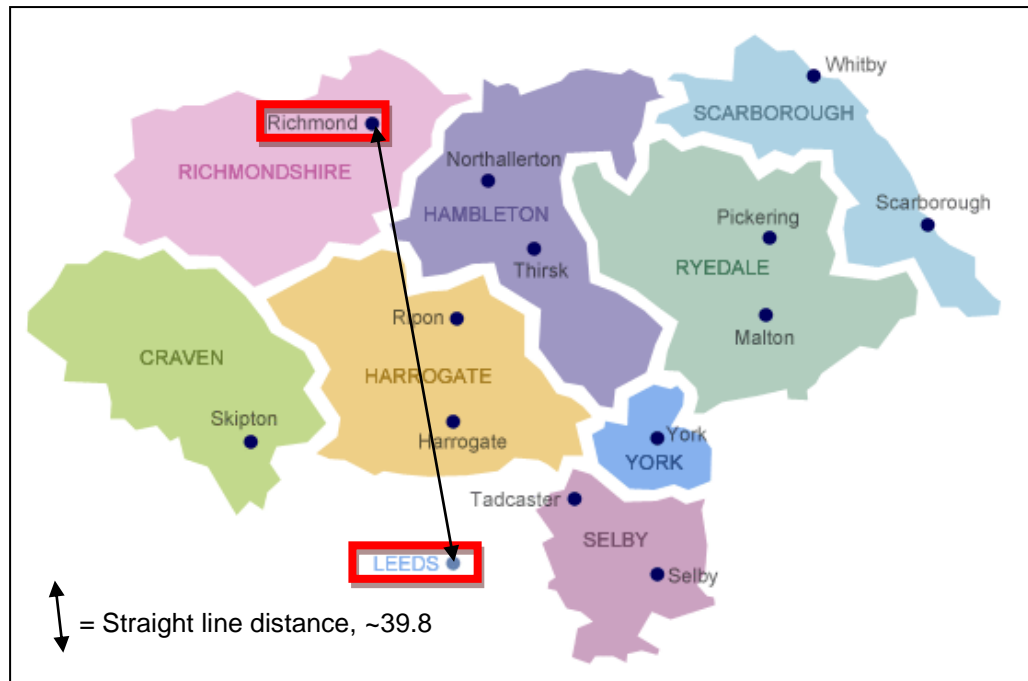 Whitby
SCARBOROUGH
Richmond
Northallerton
RICHMONDSHIRE
Scarborough
HAMBLETON
Pickering
Thirsk
RYEDALE
Ripon
Malton
CRAVEN
HARROGATE
Skipton
Harrogate
York
YORK
Tadcaster
SELBY
LEEDS
Selby
= Straight line distance, ~39.8